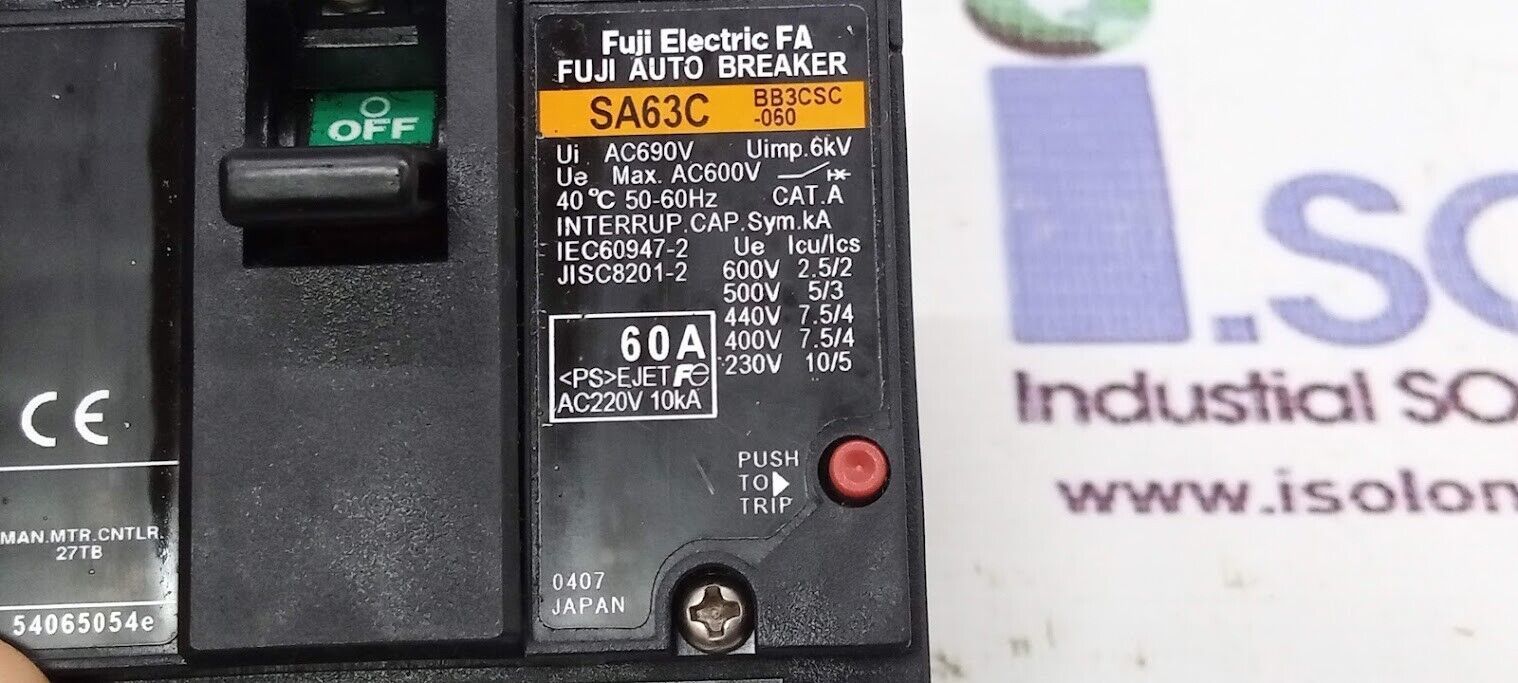 CE
MAN.MTR.CNTLR.
27TB
54065054e
OFF
Fuji Electric FA
FUJI AUTO BREAKER
SA63C BB3CSC
-060
Ui AC690V Uimp.6kV
Ue Max. AC600V
40°C 50-60Hz CAT.A
INTERRUP.CAP.Sym.kA
IEC60947-2 Ue Icu/Ics
JISC8201-2 600V 2.5/2
500V 5/3
440V 7.5/4
400V 7.5/4
230V 10/5
60A
<PS>EJET Fe
AC220V 10kA
PUSH
TO
TRIP
0407
JAPAN
i.so
Industial SO
www.isolon